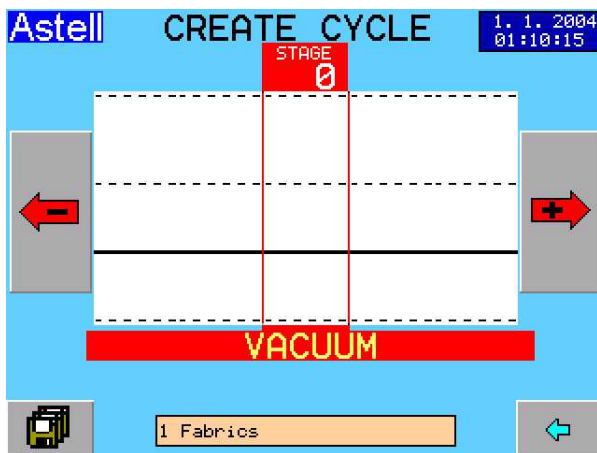 Astell
CREATE CYCLE
1. 1. 2004
01:10:15
STAGE
0
VACUUM
1 Fabrics